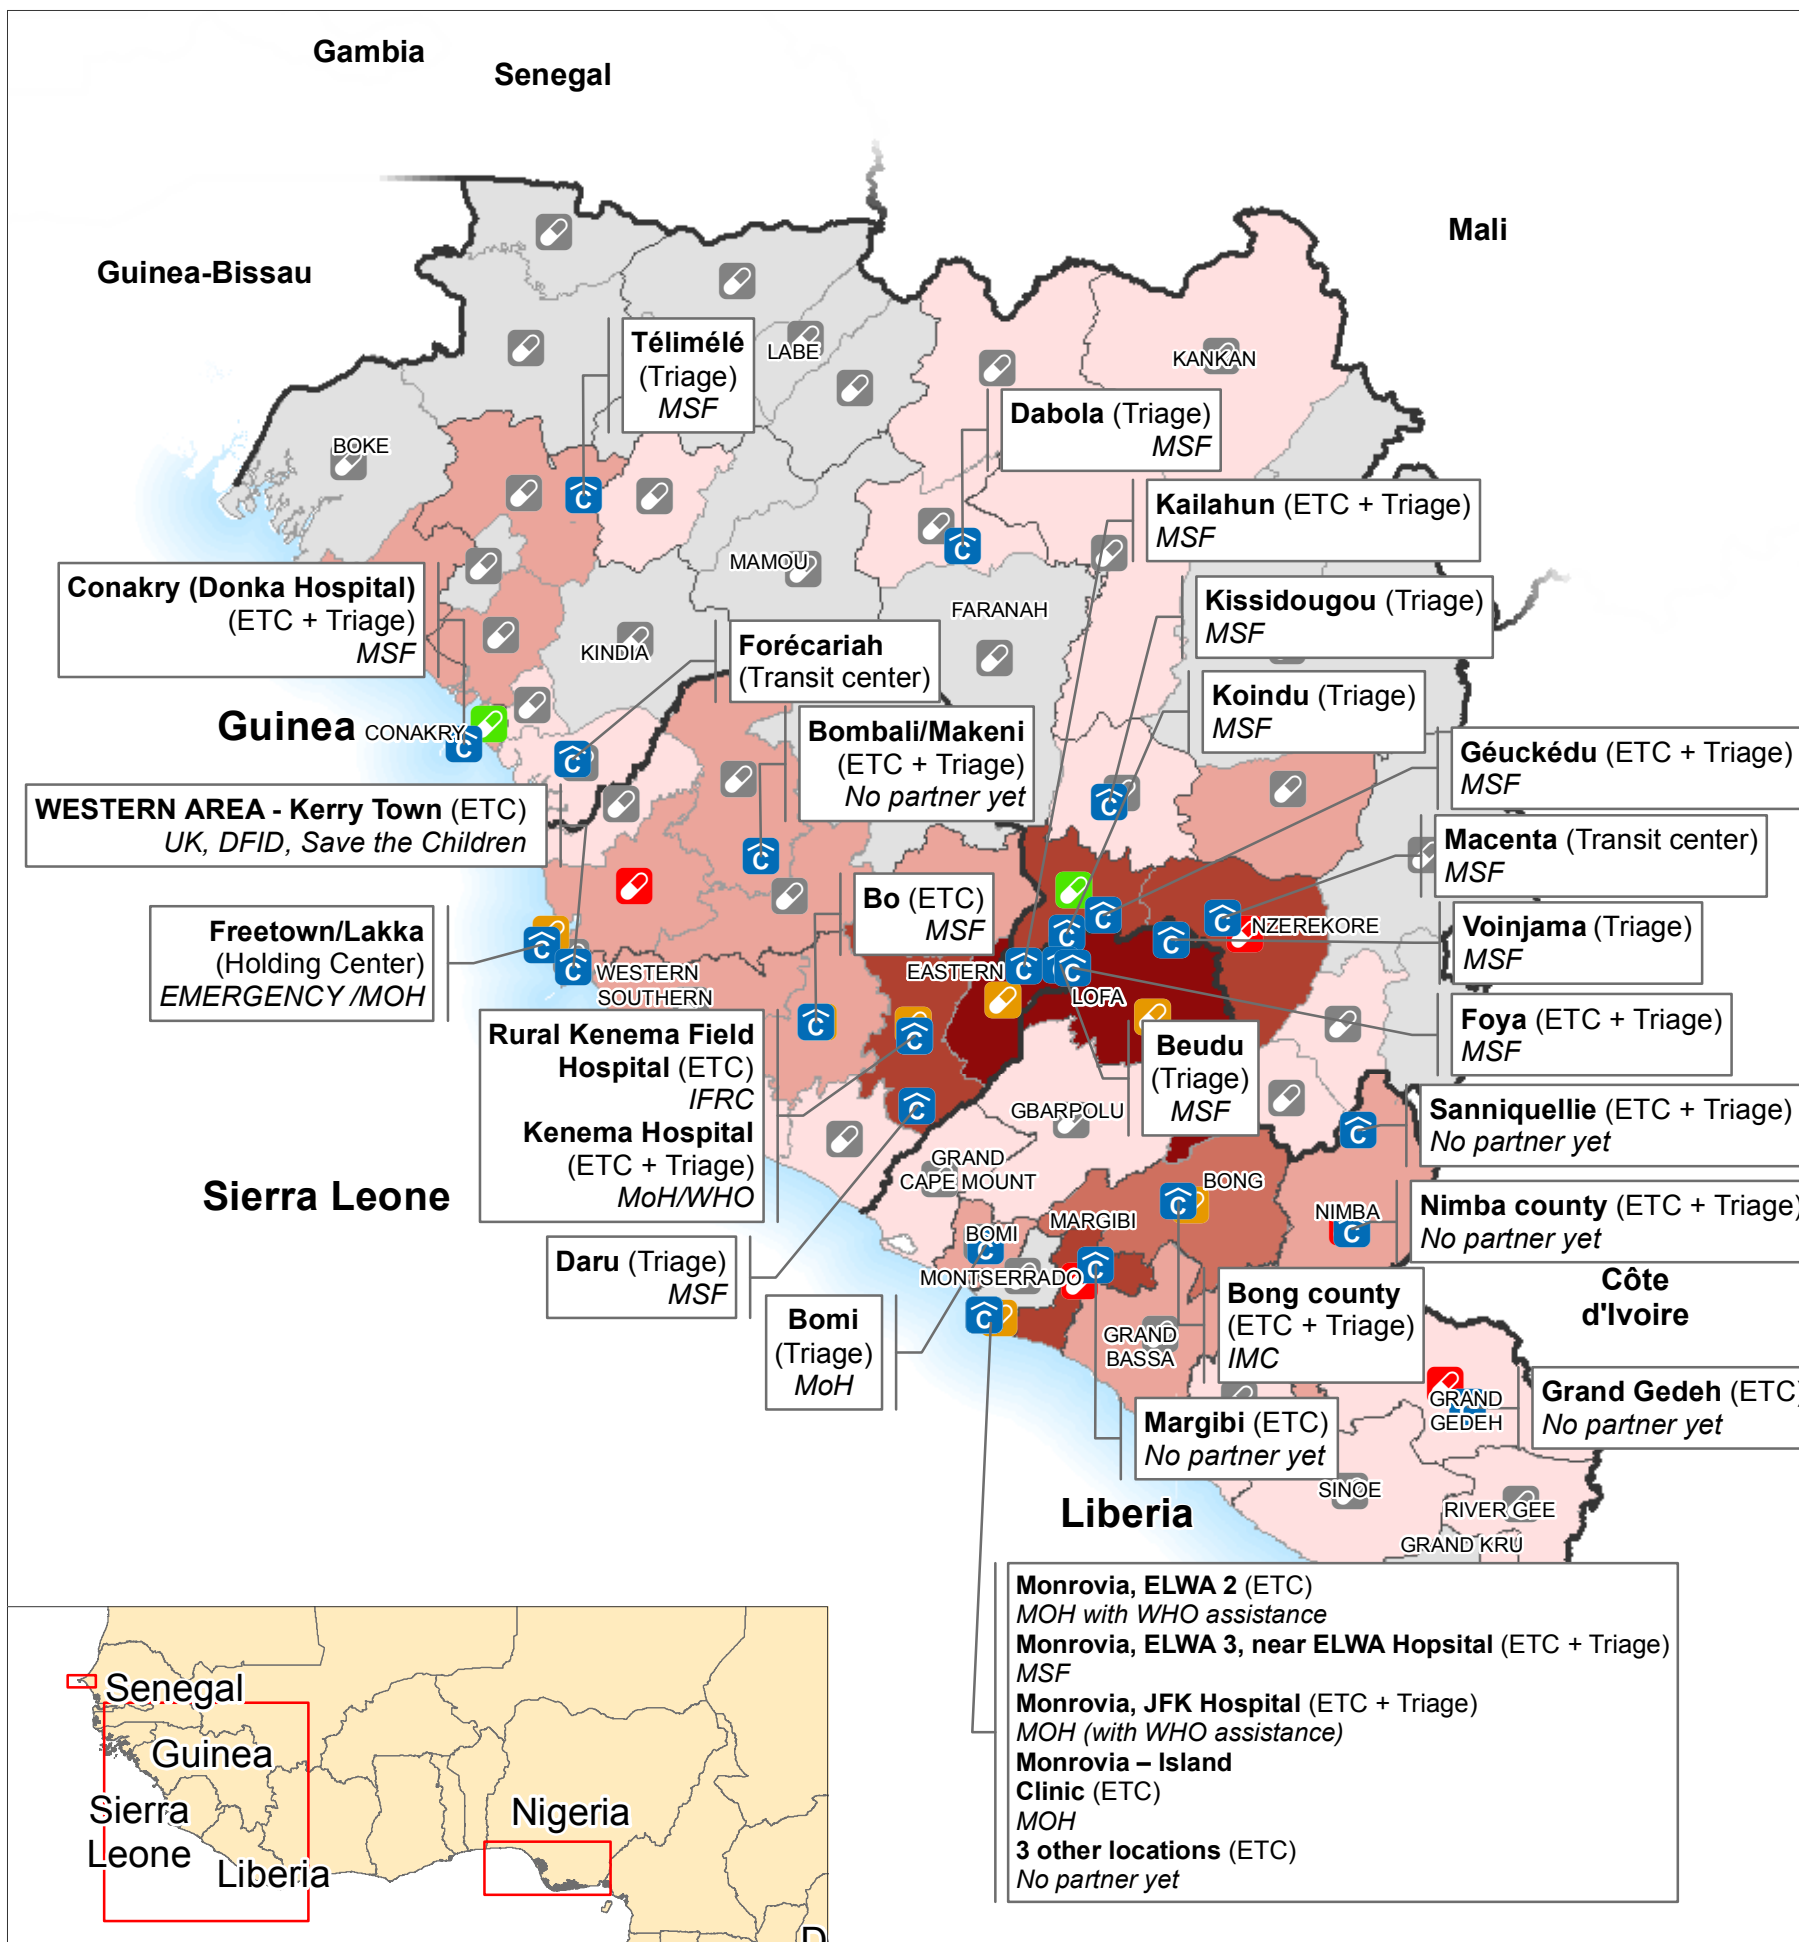 Gambia
Senegal
Mali
Guinea-Bissau
Télimélé
(Triage)
MSF
LABE
KANKAN
Dabola (Triage)
MSF
BOKE
Kailahun (ETC + Triage)
MSF
MAMOU
Conakry (Donka Hospital)
(ETC + Triage)
MSF
FARANAH
Kissidougou (Triage)
MSF
KINDIA
Forécariah
(Transit center)
Koindu (Triage)
MSF
Guinea
CONAKRY
Bombali/Makeni
(ETC + Triage)
No partner yet
Géuckédu (ETC + Triage)
MSF
WESTERN AREA - Kerry Town (ETC)
UK, DFID, Save the Children
Macenta (Transit center)
MSF
Bo (ETC)
MSF
Freetown/Lakka
(Holding Center)
EMERGENCY /MOH
NZEREKORE
Voinjama (Triage)
MSF
WESTERN
SOUTHERN
EASTERN
LOFA
Foya (ETC + Triage)
MSF
Rural Kenema Field
Hospital (ETC)
IFRC
Kenema Hospital
(ETC + Triage)
MoH/WHO
Beudu
(Triage)
MSF
GBARPOLU
Sanniquellie (ETC + Triage)
No partner yet
GRAND
CAPE MOUNT
Sierra Leone
BONG
MARGIBI
NIMBA
Nimba county (ETC + Triage)
No partner yet
BOMI
MONTSERRADO
Daru (Triage)
MSF
Côte
d'Ivoire
Bomi
(Triage)
MoH
Bong county
(ETC + Triage)
IMC
GRAND
BASSA
GRAND
GEDEH
Grand Gedeh (ETC)
No partner yet
Margibi (ETC)
No partner yet
SINOE
RIVER GEE
Liberia
GRAND KRU
Monrovia, ELWA 2 (ETC)
MOH with WHO assistance
Monrovia, ELWA 3, near ELWA Hopsital (ETC + Triage)
MSF
Monrovia, JFK Hospital (ETC + Triage)
MOH (with WHO assistance)
Monrovia – Island
Clinic (ETC)
MOH
3 other locations (ETC)
No partner yet
Senegal
Guinea
Sierra
Leone
Liberia
Nigeria